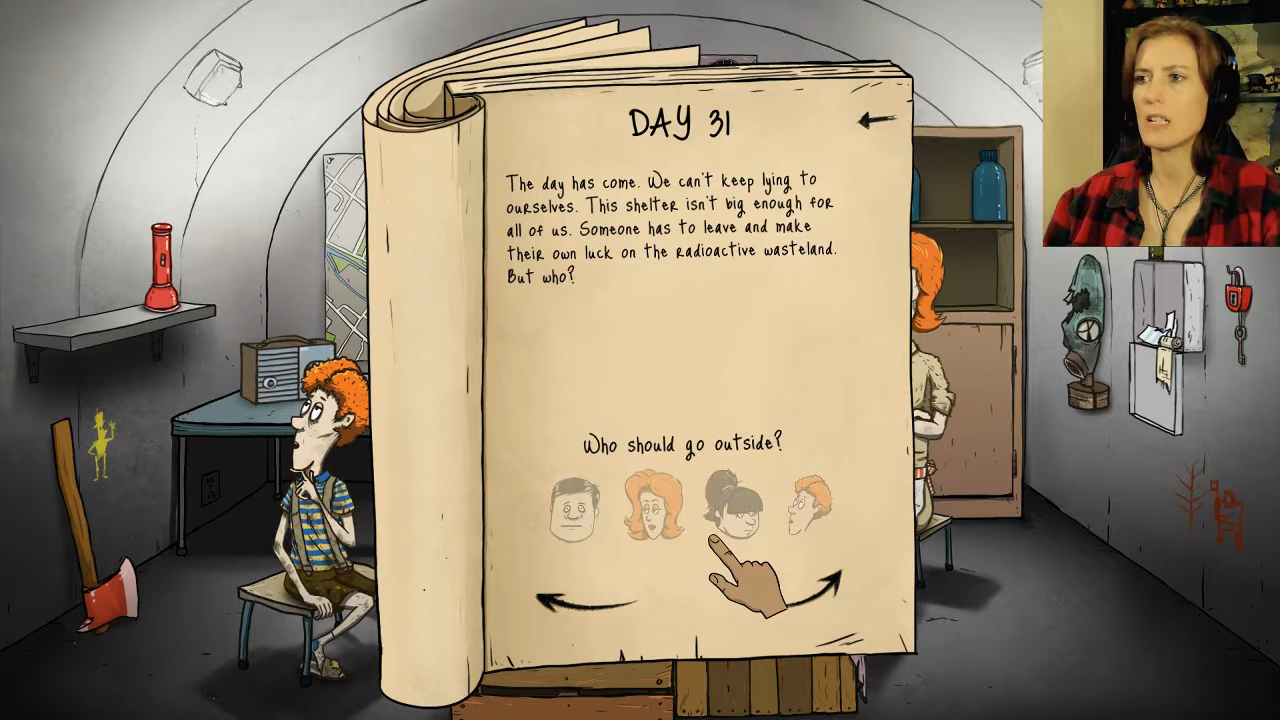 DAY 31
The day has come. We can't keep lying to
ourselves. This shelter isn't big enough for
all of us. Someone has to leave and make
their own luck on the radioactive wasteland.
But who?
Who should go outside?